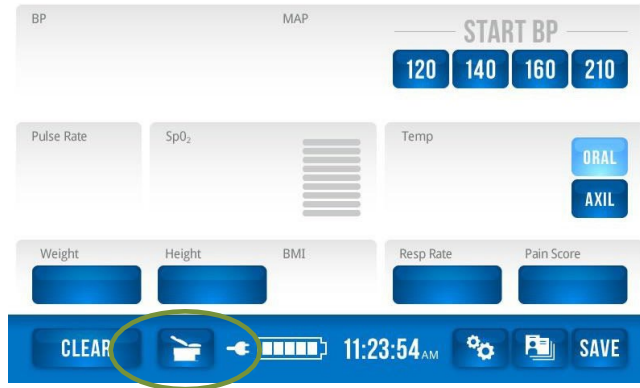 BP
MAP
START BP
120 140 160 210
Pulse Rate
SpO₂
Temp
ORAL
AXIL
Weight
Height
BMI
Resp Rate
Pain Score
CLEAR
11:23:54 AM
SAVE